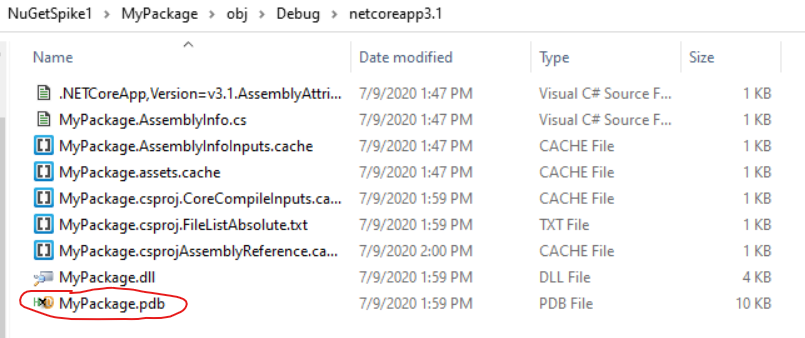 NuGetSpike1 > MyPackage > obj > Debug > netcoreapp3.1
Name Date modified Type Size
.NETCoreApp,Version=v3.1.AssemblyAttri... 7/9/2020 1:47 PM Visual C# Source F... 1 KB
MyPackage.AssemblyInfo.cs 7/9/2020 1:47 PM Visual C# Source F... 1 KB
MyPackage.AssemblyInfoInputs.cache 7/9/2020 1:47 PM CACHE File 1 KB
MyPackage.assets.cache 7/9/2020 1:47 PM CACHE File 1 KB
MyPackage.csproj.CoreCompileInputs.ca... 7/9/2020 1:59 PM CACHE File 1 KB
MyPackage.csproj.FileListAbsolute.txt 7/9/2020 1:59 PM TXT File 1 KB
MyPackage.csprojAssemblyReference.ca... 7/9/2020 2:00 PM CACHE File 1 KB
MyPackage.dll 7/9/2020 1:59 PM DLL File 4 KB
MyPackage.pdb 7/9/2020 1:59 PM PDB File 10 KB